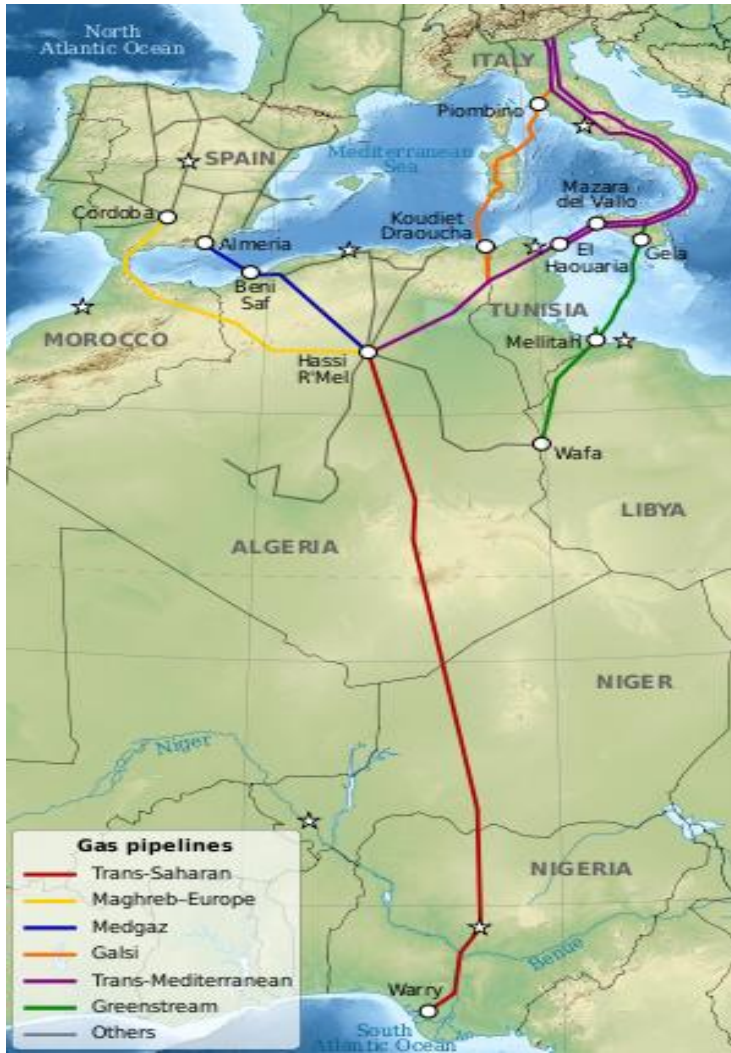 North
Atlantic Ocean
ITALY
Piombino
SPAIN
Mediterranean
Sea
Mazara
del Vallo
Cordoba
Koudiet
Draoucha
Almeria
El
Haouaria
Gela
Beni
Saf
TUNISIA
MOROCCO
Mellitah
Hassi
R'Mel
Wafa
LIBYA
ALGERIA
NIGER
Niger
Gas pipelines
Trans-Saharan
Maghreb–Europe
Medgaz
Galsi
Trans-Mediterranean
Greenstream
Others
NIGERIA
Benue
Warry
South
Atlantic Ocean